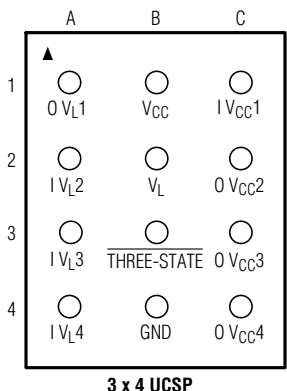 A B C
1
O VL1 VCC I VCC1
2
I VL2 VL O VCC2
3
I VL3 THREE-STATE O VCC3
4
I VL4 GND O VCC4
3 x 4 UCSP